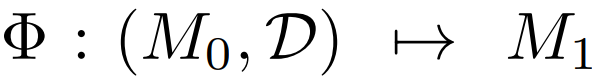 Φ : (M₀, 𝒟) ↦ M₁